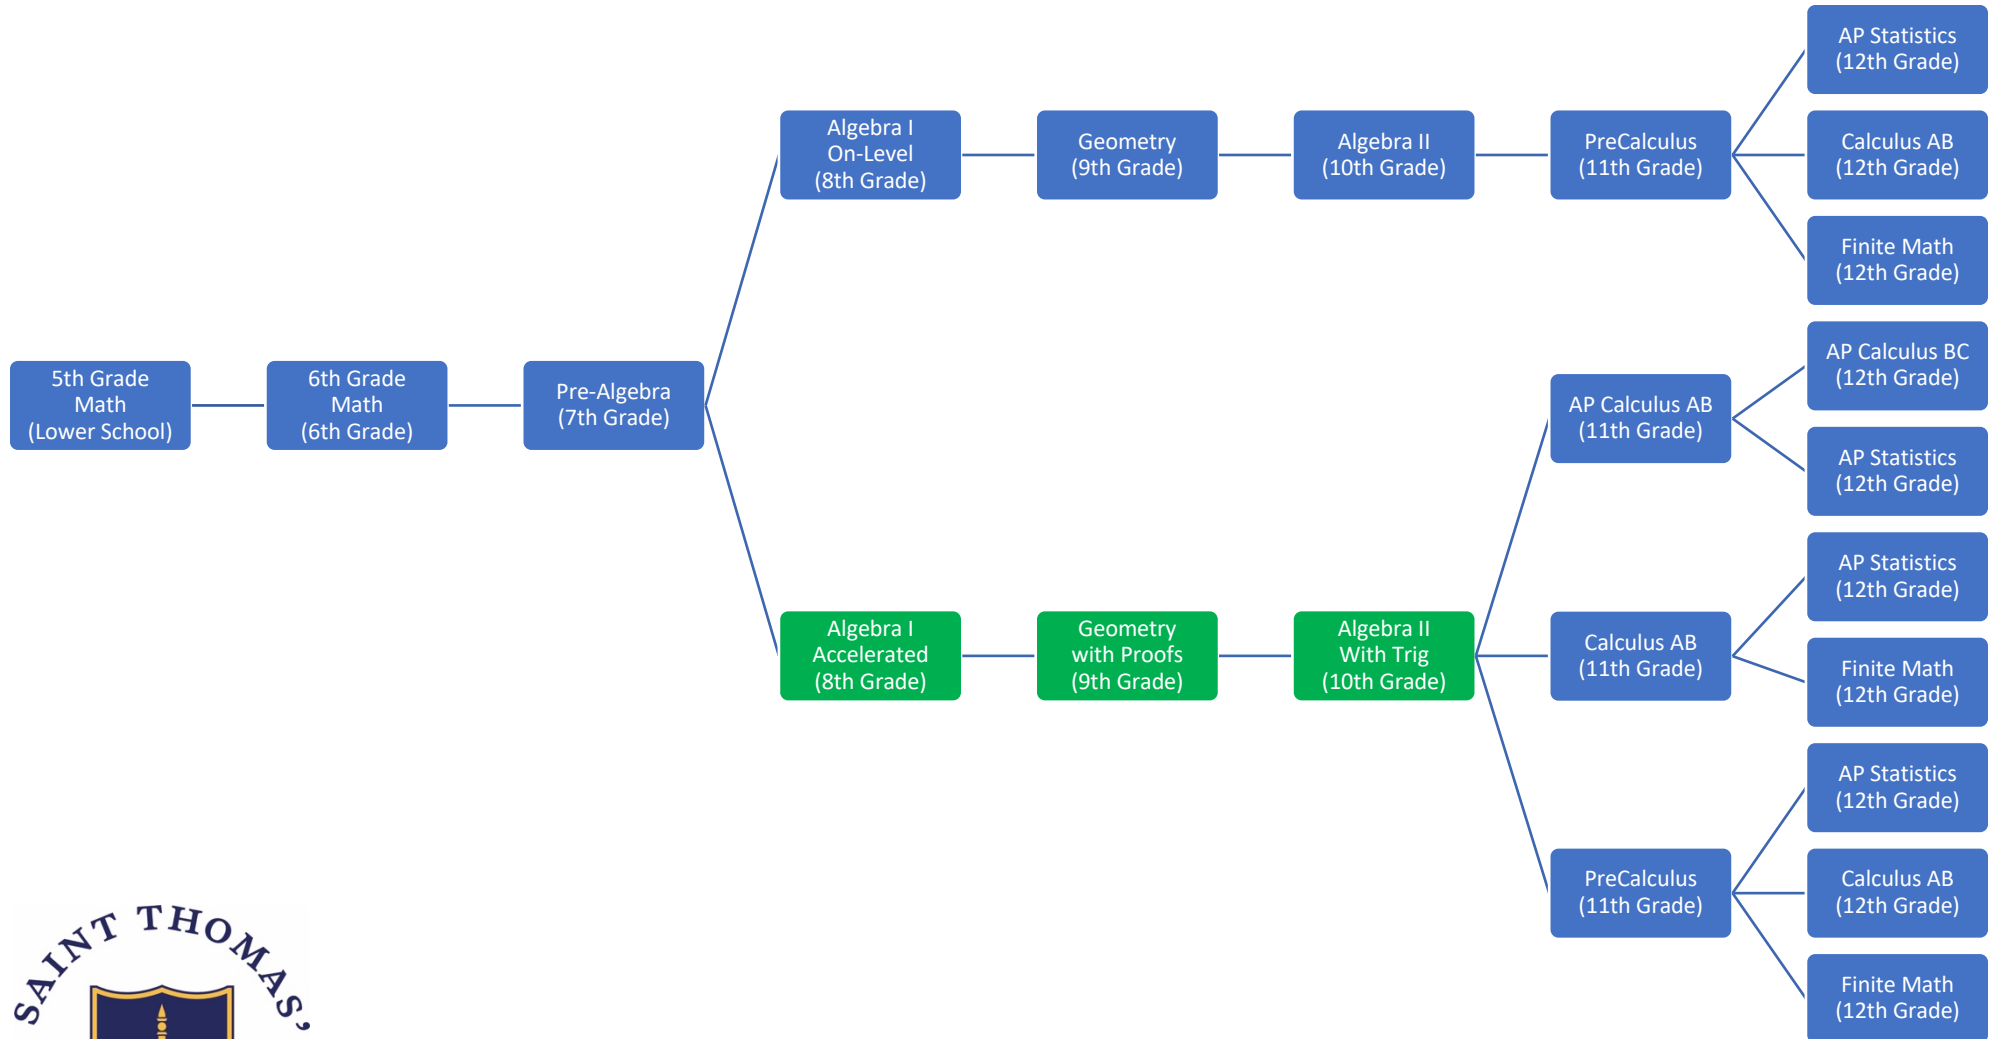 AP Statistics
(12th Grade)
Algebra I
On-Level
(8th Grade)
Geometry
(9th Grade)
Algebra II
(10th Grade)
PreCalculus
(11th Grade)
Calculus AB
(12th Grade)
Finite Math
(12th Grade)
5th Grade
Math
(Lower School)
6th Grade
Math
(6th Grade)
Pre-Algebra
(7th Grade)
AP Calculus AB
(11th Grade)
AP Calculus BC
(12th Grade)
AP Statistics
(12th Grade)
Algebra I
Accelerated
(8th Grade)
Geometry
with Proofs
(9th Grade)
Algebra II
With Trig
(10th Grade)
Calculus AB
(11th Grade)
AP Statistics
(12th Grade)
Finite Math
(12th Grade)
PreCalculus
(11th Grade)
AP Statistics
(12th Grade)
Calculus AB
(12th Grade)
Finite Math
(12th Grade)
SAINT THOMAS'